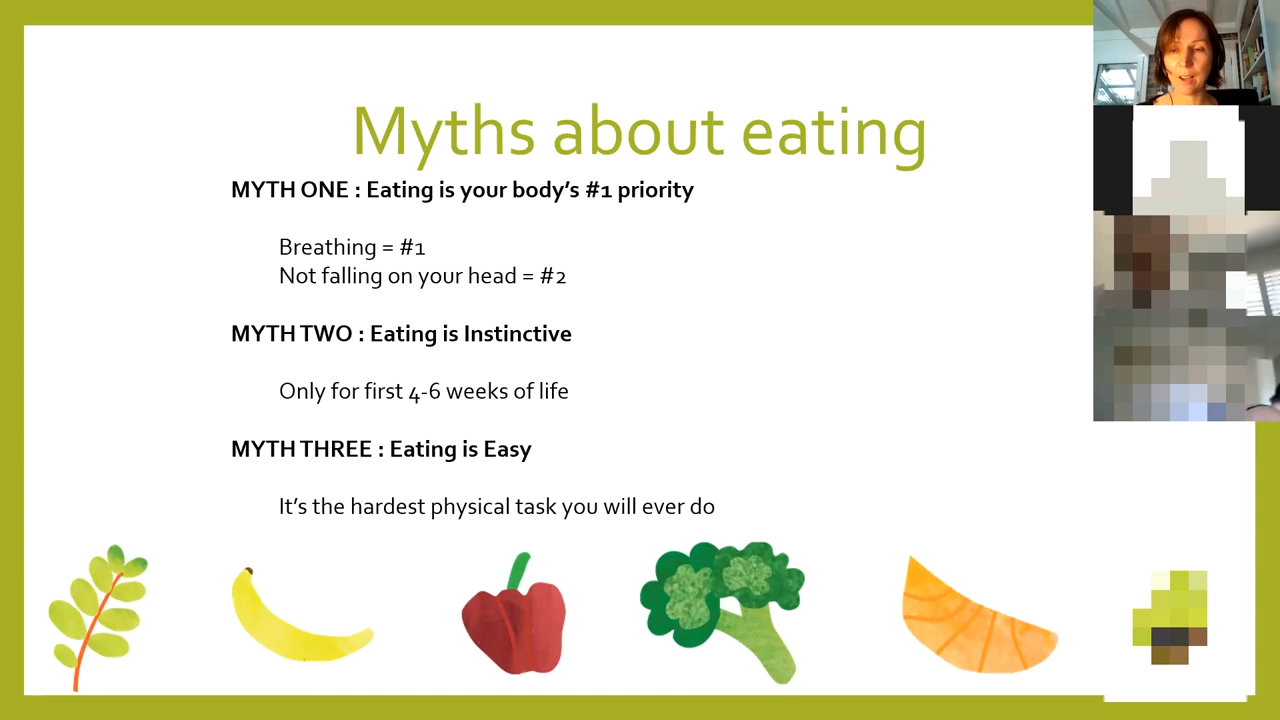 Myths about eating
MYTH ONE : Eating is your body's #1 priority
Breathing = #1
Not falling on your head = #2
MYTH TWO : Eating is Instinctive
Only for first 4-6 weeks of life
MYTH THREE : Eating is Easy
It's the hardest physical task you will ever do